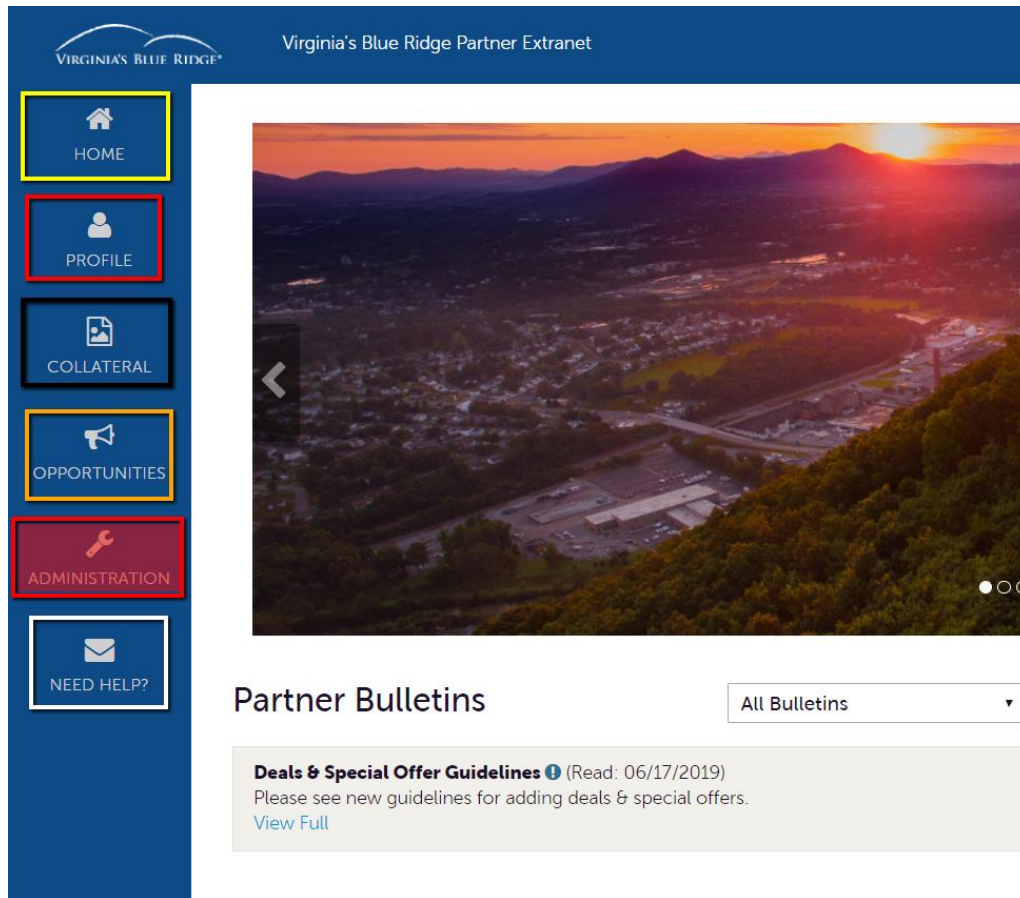 VIRGINIA'S BLUE RIDGE®
Virginia's Blue Ridge Partner Extranet
HOME
PROFILE
COLLATERAL
OPPORTUNITIES
ADMINISTRATION
NEED HELP?
Partner Bulletins
All Bulletins
Deals & Special Offer Guidelines (Read: 06/17/2019)
Please see new guidelines for adding deals & special offers.
View Full